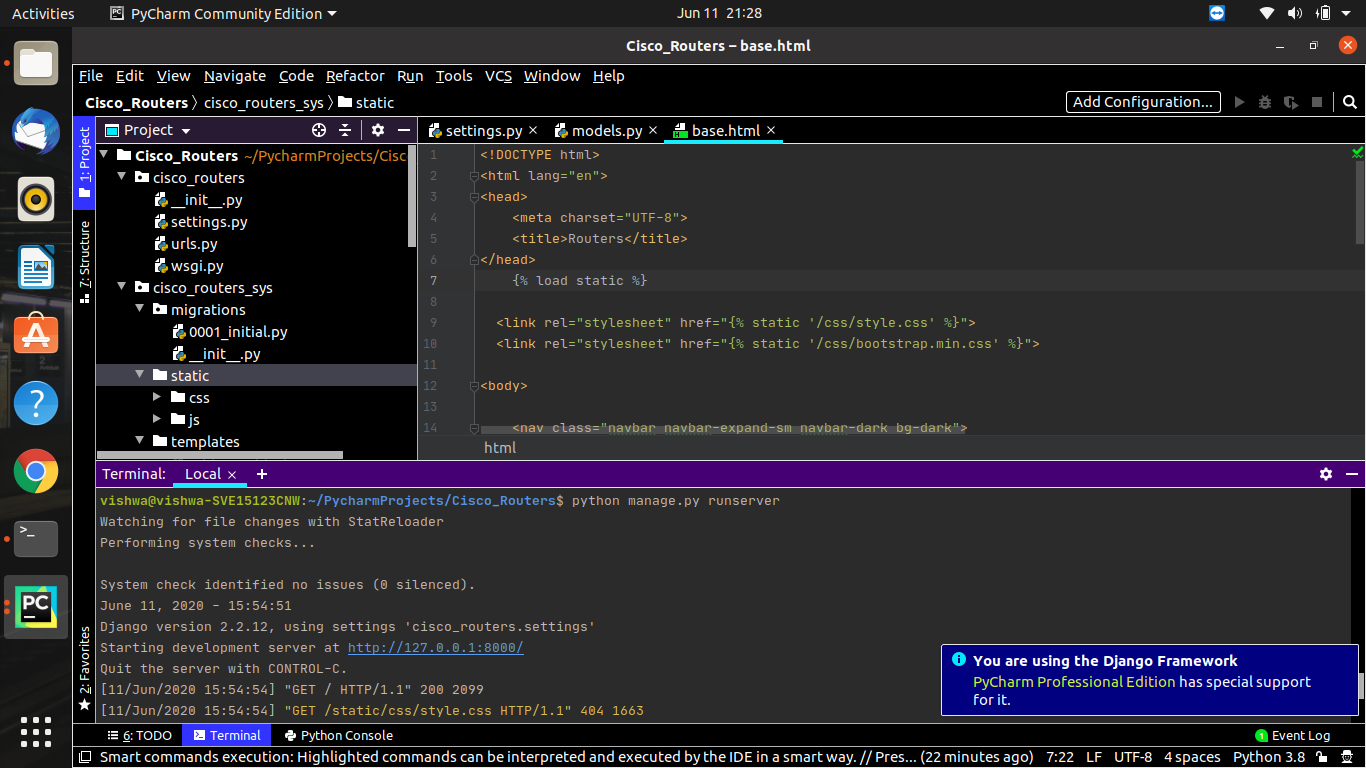 Activities PyCharm Community Edition Jun 11 21:28
Cisco_Routers – base.html
File Edit View Navigate Code Refactor Run Tools VCS Window Help
Cisco_Routers cisco_routers_sys static Add Configuration...
1: Project
7: Structure
2: Favorites
Project
Cisco_Routers ~/PycharmProjects/Cisc
cisco_routers
__init__.py
settings.py
urls.py
wsgi.py
cisco_routers_sys
migrations
0001_initial.py
__init__.py
static
css
js
templates
settings.py × models.py × base.html ×
1 <!DOCTYPE html>
2 <html lang="en">
3 <head>
4 <meta charset="UTF-8">
5 <title>Routers</title>
6 </head>
7 {% load static %}
8
9 <link rel="stylesheet" href="{% static '/css/style.css' %}">
10 <link rel="stylesheet" href="{% static '/css/bootstrap.min.css' %}">
11
12 <body>
13
14 <nav class="navbar navbar-expand-sm navbar-dark bg-dark">
html
Terminal: Local × +
vishwa@vishwa-SVE15123CNW:~/PycharmProjects/Cisco_Routers$ python manage.py runserver
Watching for file changes with StatReloader
Performing system checks...
System check identified no issues (0 silenced).
June 11, 2020 - 15:54:51
Django version 2.2.12, using settings 'cisco_routers.settings'
Starting development server at http://127.0.0.1:8000/
Quit the server with CONTROL-C.
[11/Jun/2020 15:54:54] "GET / HTTP/1.1" 200 2099
[11/Jun/2020 15:54:54] "GET /static/css/style.css HTTP/1.1" 404 1663
You are using the Django Framework
PyCharm Professional Edition has special support
for it.
6: TODO Terminal Python Console 1 Event Log
Smart commands execution: Highlighted commands can be interpreted and executed by the IDE in a smart way. // Pres... (22 minutes ago) 7:22 LF UTF-8 4 spaces Python 3.8